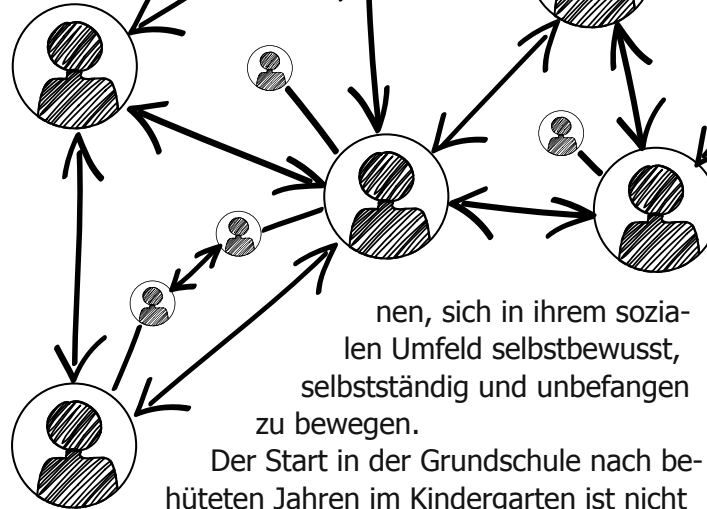 nen, sich in ihrem sozia-
len Umfeld selbstbewusst,
selbstständig und unbefangen
zu bewegen.
Der Start in der Grundschule nach be-
hüteten Jahren im Kindergarten ist nicht